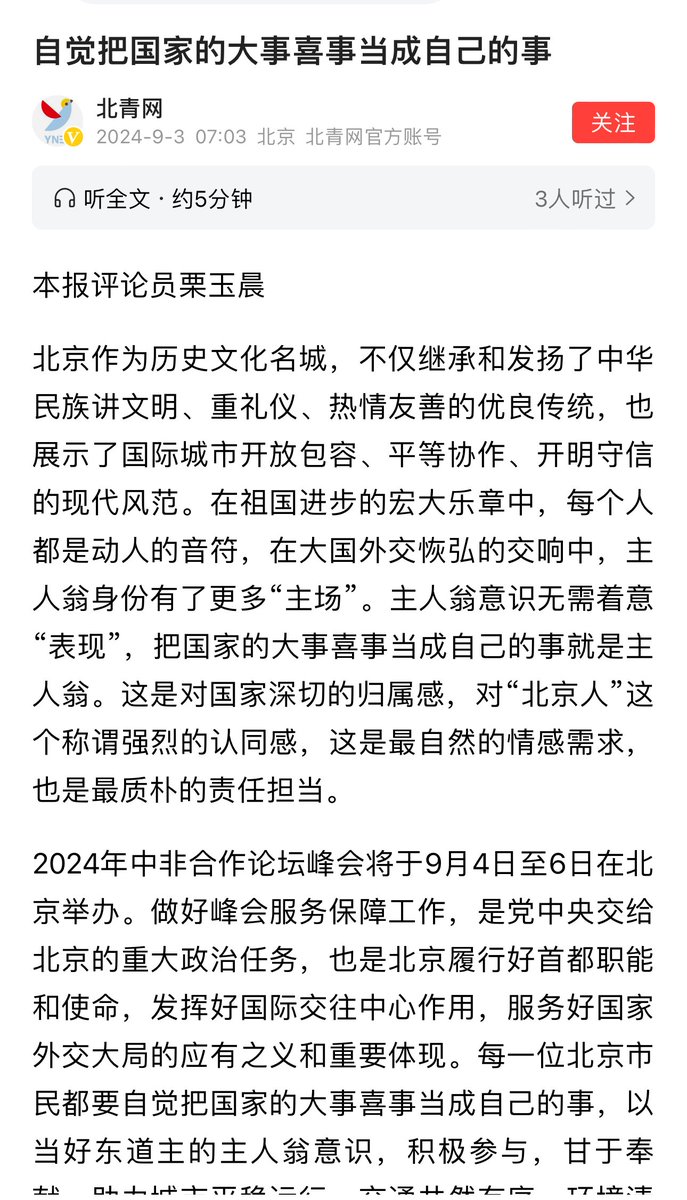 自觉把国家的大事喜事当成自己的事
北青网
2024-9-3 07:03 北京 北青网官方账号
关注
YNE V
听全文·约5分钟
3人听过
本报评论员栗玉晨
北京作为历史文化名城，不仅继承和发扬了中华
民族讲文明、重礼仪、热情友善的优良传统，也
展示了国际城市开放包容、平等协作、开明守信
的现代风范。在祖国进步的宏大乐章中，每个人
都是动人的音符，在大国外交恢弘的交响中，主
人翁身份有了更多“主场”。主人翁意识无需着意
“表现”，把国家的大事喜事当成自己的事就是主
人翁。这是对国家深切的归属感，对“北京人”这
个称谓强烈的认同感，这是最自然的情感需求，
也是最质朴的责任担当。
2024年中非合作论坛峰会将于9月4日至6日在北
京举办。做好峰会服务保障工作，是党中央交给
北京的重大政治任务，也是北京履行好首都职能
和使命，发挥好国际交往中心作用，服务好国家
外交大局的应有之义和重要体现。每一位北京市
民都要自觉把国家的大事喜事当成自己的事，以
当好东道主的主人翁意识，积极参与，甘于奉
献，助力城市平稳运行、交通井然有序、环境清